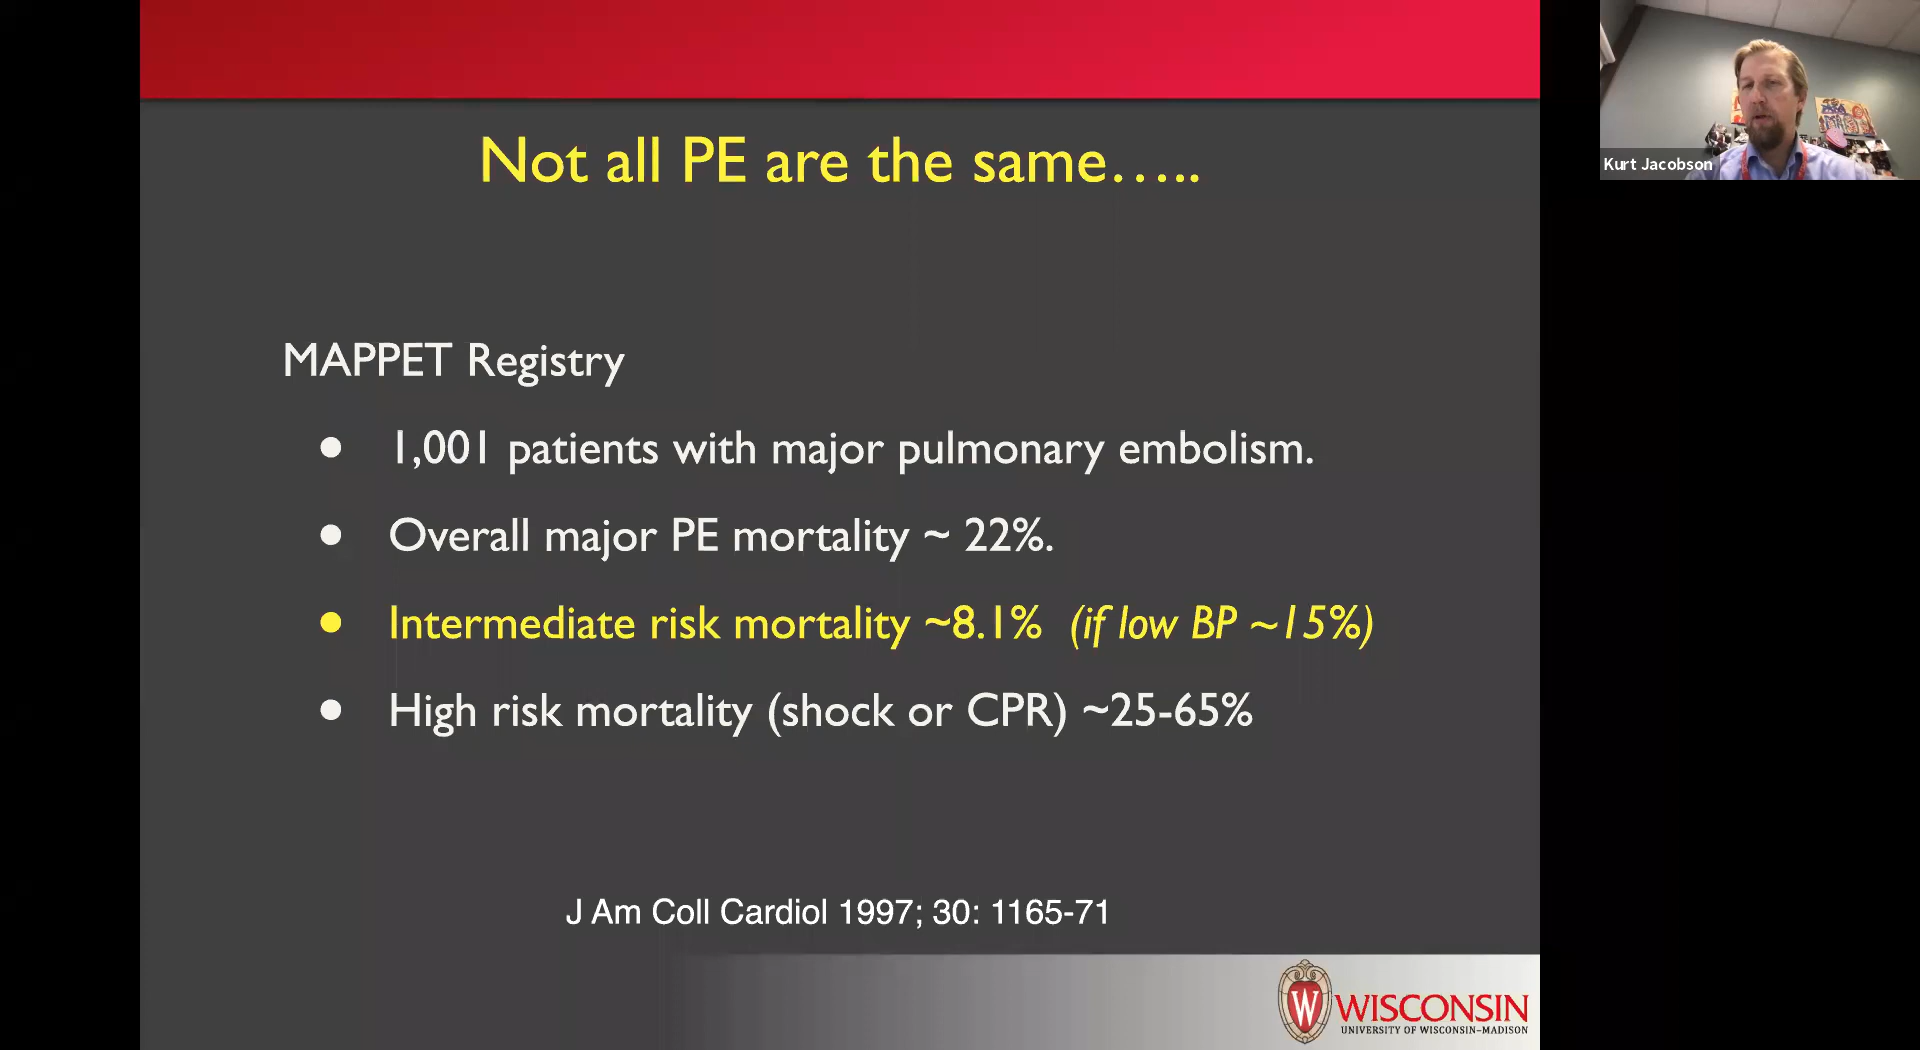 Not all PE are the same.....
Kurt Jacobson
MAPPET Registry
● 1,001 patients with major pulmonary embolism.
● Overall major PE mortality ~ 22%.
● Intermediate risk mortality ~8.1% (if low BP ~15%)
● High risk mortality (shock or CPR) ~25-65%
J Am Coll Cardiol 1997; 30: 1165-71
W
WISCONSIN
UNIVERSITY OF WISCONSIN–MADISON